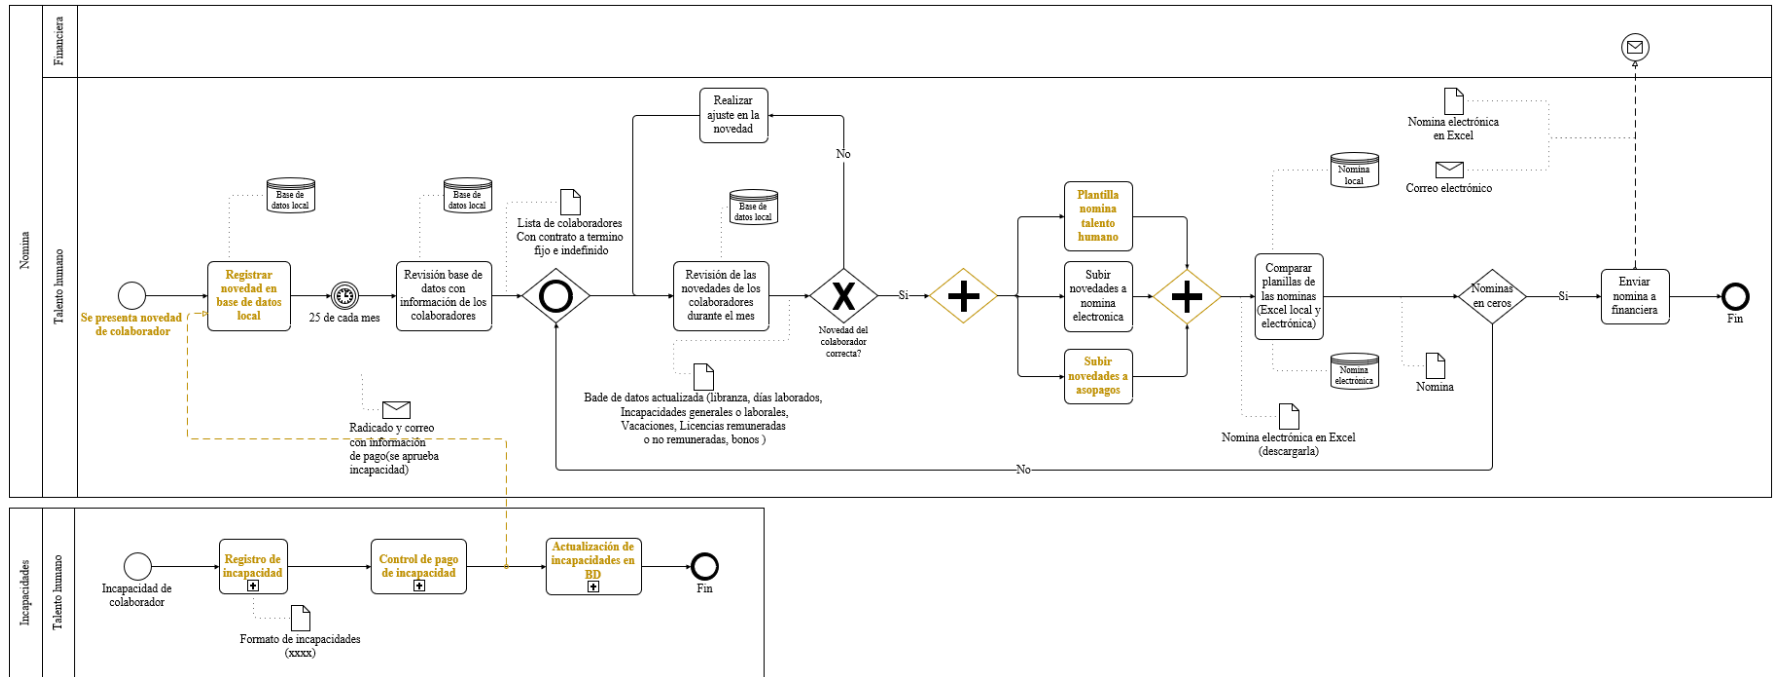 Financiera
Nomina
Talento humano
Se presenta novedad
de colaborador
Registrar
novedad en
base de datos
local
Base de
datos local
25 de cada mes
Revisión base de
datos con
información de los
colaboradores
Base de
datos local
Lista de colaboradores
Con contrato a termino
fijo e indefinido
Realizar
ajuste en la
novedad
No
Base de
datos local
Revisión de las
novedades de los
colaboradores
durante el mes
X
Novedad del
colaborador
correcta?
Si
Bade de datos actualizada (libranza, días laborados,
Incapacidades generales o laborales,
Vacaciones, Licencias remuneradas
o no remuneradas, bonos )
Plantilla
nomina
talento
humano
Subir
novedades a
nomina
electronica
Subir
novedades a
asopagos
Comparar
planillas de
las nominas
(Excel local y
electrónica)
Nomina
local
Nomina
electrónica
Nomina electrónica en Excel
(descargarla)
Nomina electrónica
en Excel
Correo electrónico
Nomina
Nominas
en ceros
Si
No
Enviar
nomina a
financiera
Fin
Radicado y correo
con información
de pago(se aprueba
incapacidad)
Incapacidades
Talento humano
Incapacidad de
colaborador
Registro de
incapacidad
Formato de incapacidades
(xxxx)
Control de pago
de incapacidad
Actualización de
incapacidades en
BD
Fin